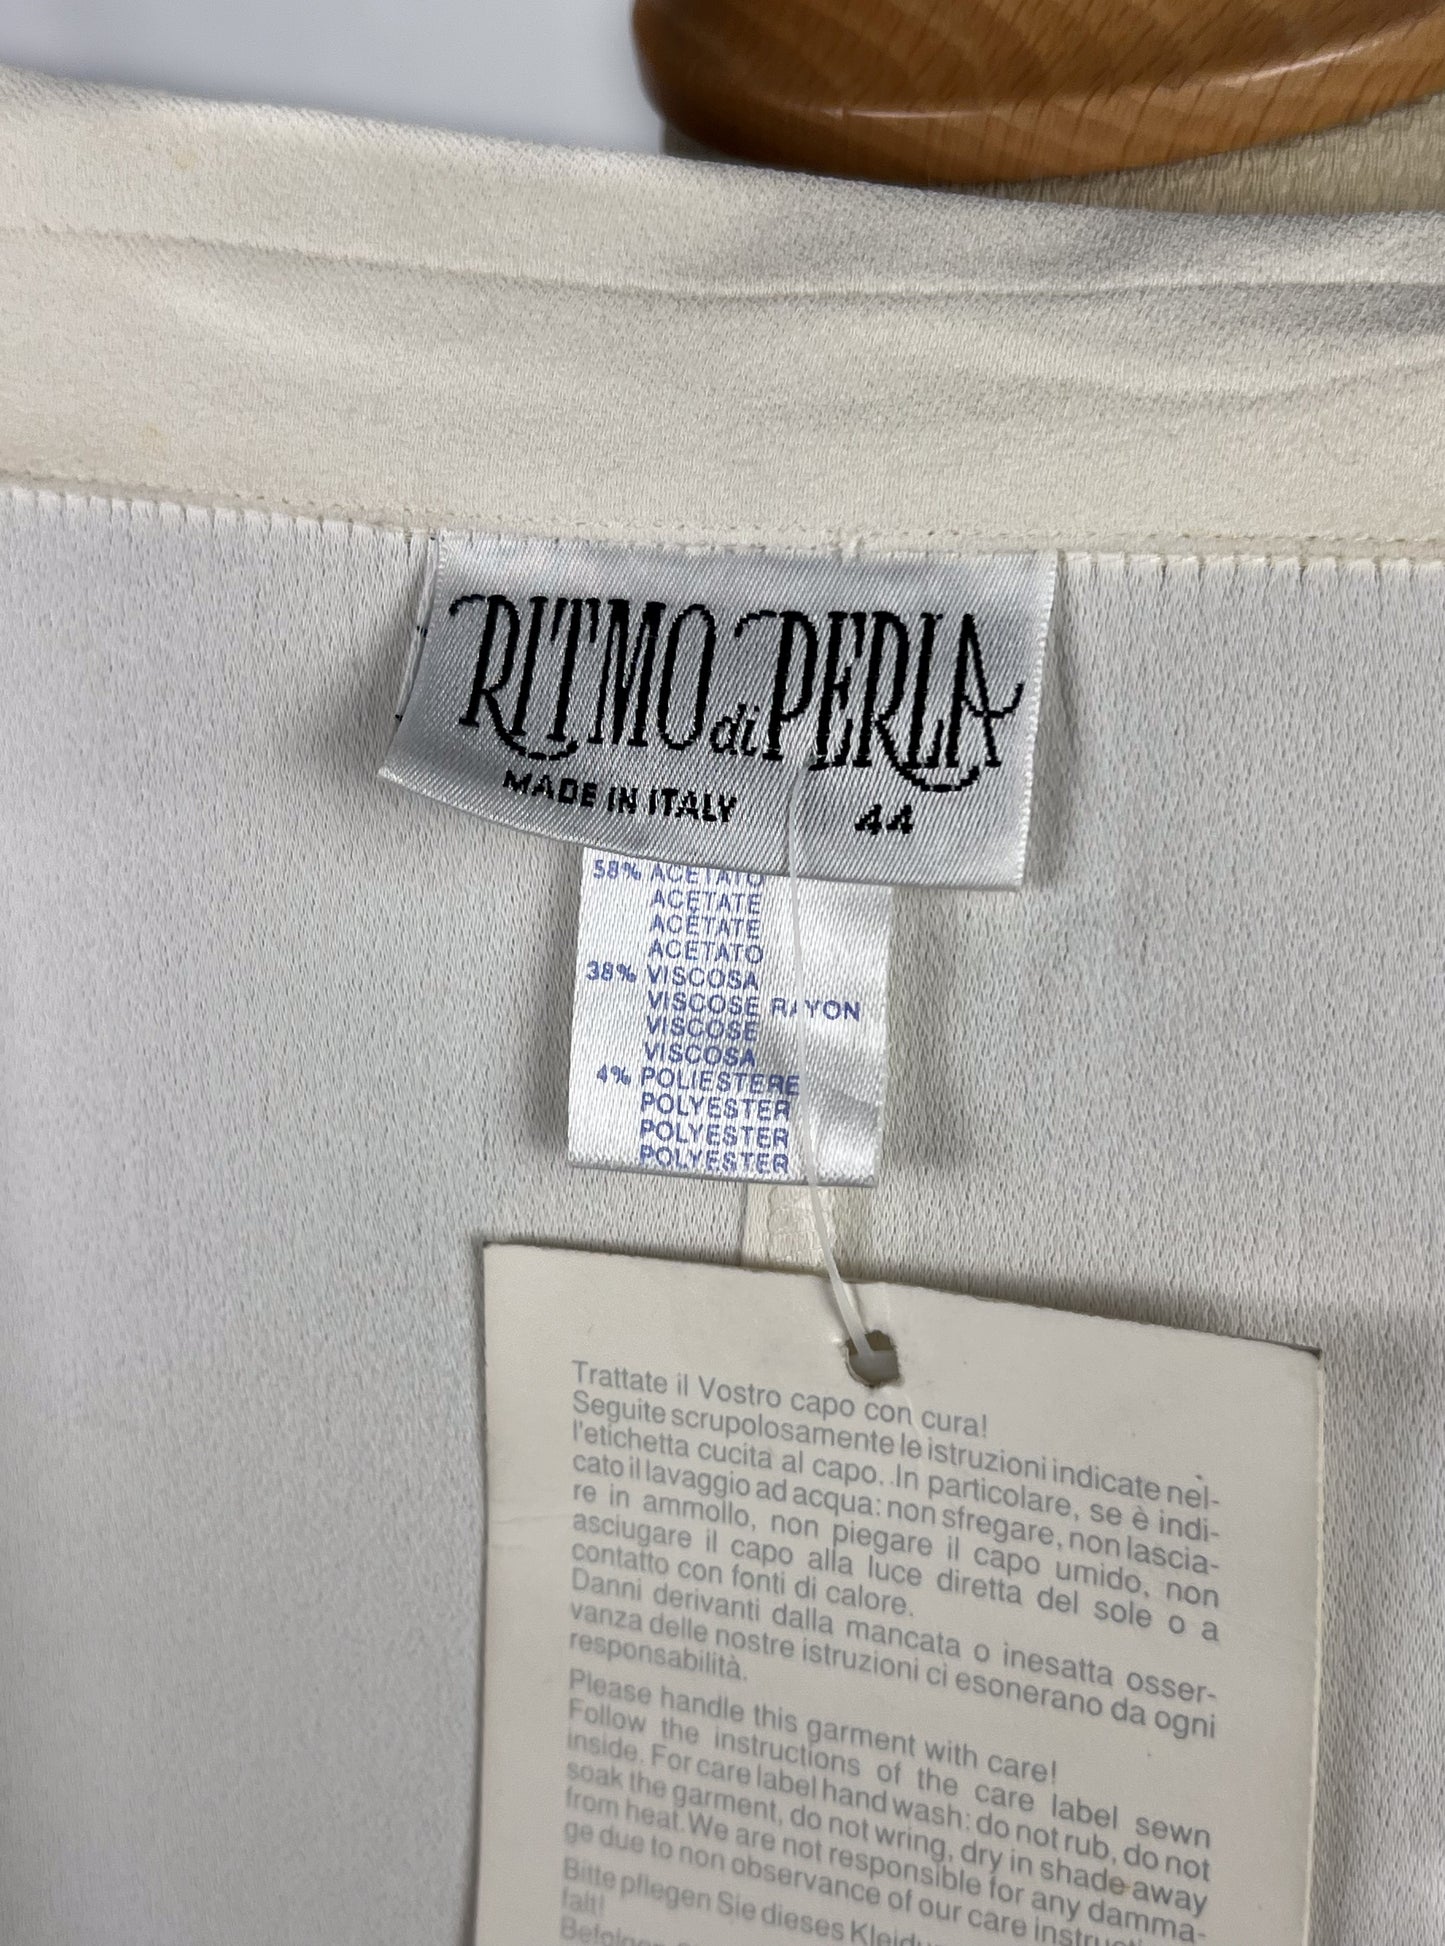 RITMO di PERLA
MADE IN ITALY 44
58% ACETATO
ACETATE
ACETATE
ACETATO
38% VISCOSA
VISCOSE RAYON
VISCOSE
VISCOSA
4% POLIESTERE
POLYESTER
POLYESTER
POLYESTER
Trattate il Vostro capo con cura!
Seguite scrupolosamente le istruzioni indicate nel-
l'etichetta cucita al capo. In particolare, se è indi-
cato il lavaggio ad acqua: non sfregare, non lascia-
re in ammollo, non piegare il capo umido, non
asciugare il capo alla luce diretta del sole o a
contatto con fonti di calore.
Danni derivanti dalla mancata o inesatta osser-
vanza delle nostre istruzioni ci esonerano da ogni
responsabilità.
Please handle this garment with care!
Follow the instructions of the care label sewn
inside. For care label hand wash: do not rub, do not
soak the garment, do not wring, dry in shade away
from heat. We are not responsible for any damma-
ge due to non observance of our care
Bitte pflegen Sie dieses
falt!